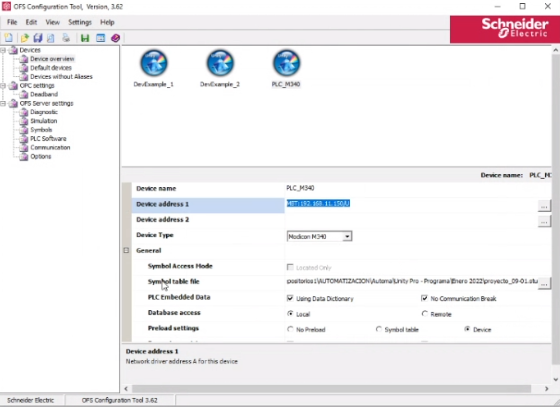 OFS Configuration Tool, Version, 3.62
File Edit View Settings Help
Schneider
Electric
Devices
Device overview
Default devices
Devices without Aliases
OPC settings
Deadband
OFS Server settings
Diagnostic
Simulation
Symbols
PLC Software
Communication
Options
DevExample_1 DevExample_2 PLC_M340
Device name: PLC_M3
Device name PLC_M340
Device address 1 MBT:192.168.11.150/U
Device address 2
Device Type Modicon M340
General
Symbol Access Mode Located Only
Symbol table file positorios1\AUTOMATIZACION\Automa\Unity Pro - Programa\Enero 2022\proyecto_09-01.stu
PLC Embedded Data Using Data Dictionary No Communication Break
Database access Local Remote
Preload settings No Preload Symbol table Device
Device address 1
Network driver address A for this device
Schneider Electric OFS Configuration Tool 3.62